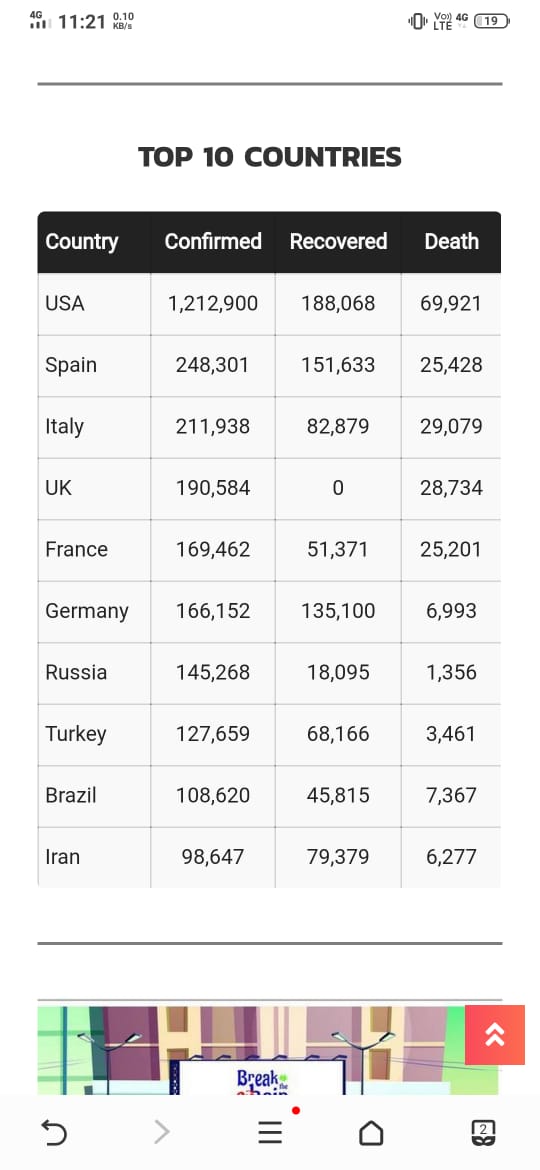 4G 11:21 0.10 KB/s Vo)) LTE 4G 19
TOP 10 COUNTRIES
Country Confirmed Recovered Death
USA 1,212,900 188,068 69,921
Spain 248,301 151,633 25,428
Italy 211,938 82,879 29,079
UK 190,584 0 28,734
France 169,462 51,371 25,201
Germany 166,152 135,100 6,993
Russia 145,268 18,095 1,356
Turkey 127,659 68,166 3,461
Brazil 108,620 45,815 7,367
Iran 98,647 79,379 6,277
Break
the
2